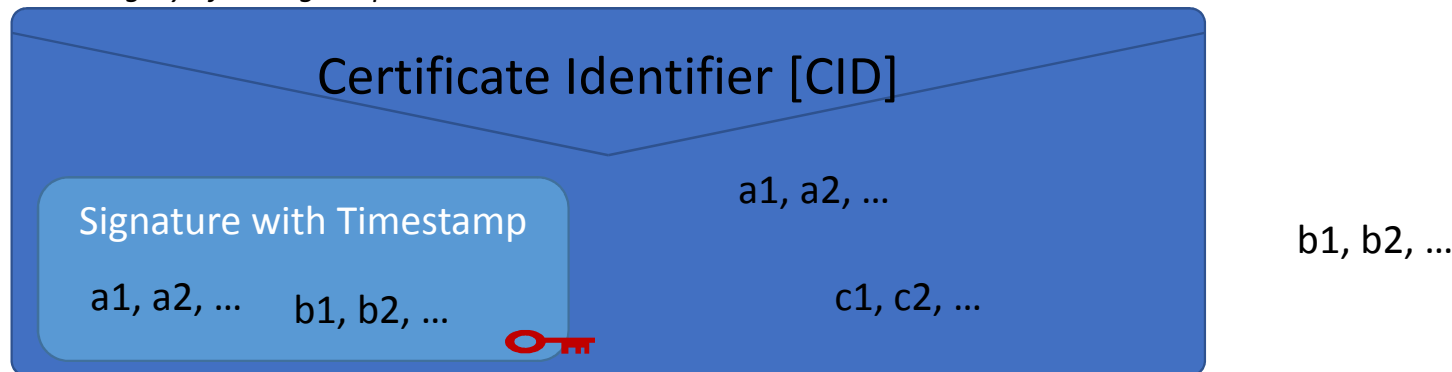 Certificate Identifier [CID]
a1, a2, …
Signature with Timestamp
b1, b2, …
a1, a2, …
b1, b2, …
c1, c2, …